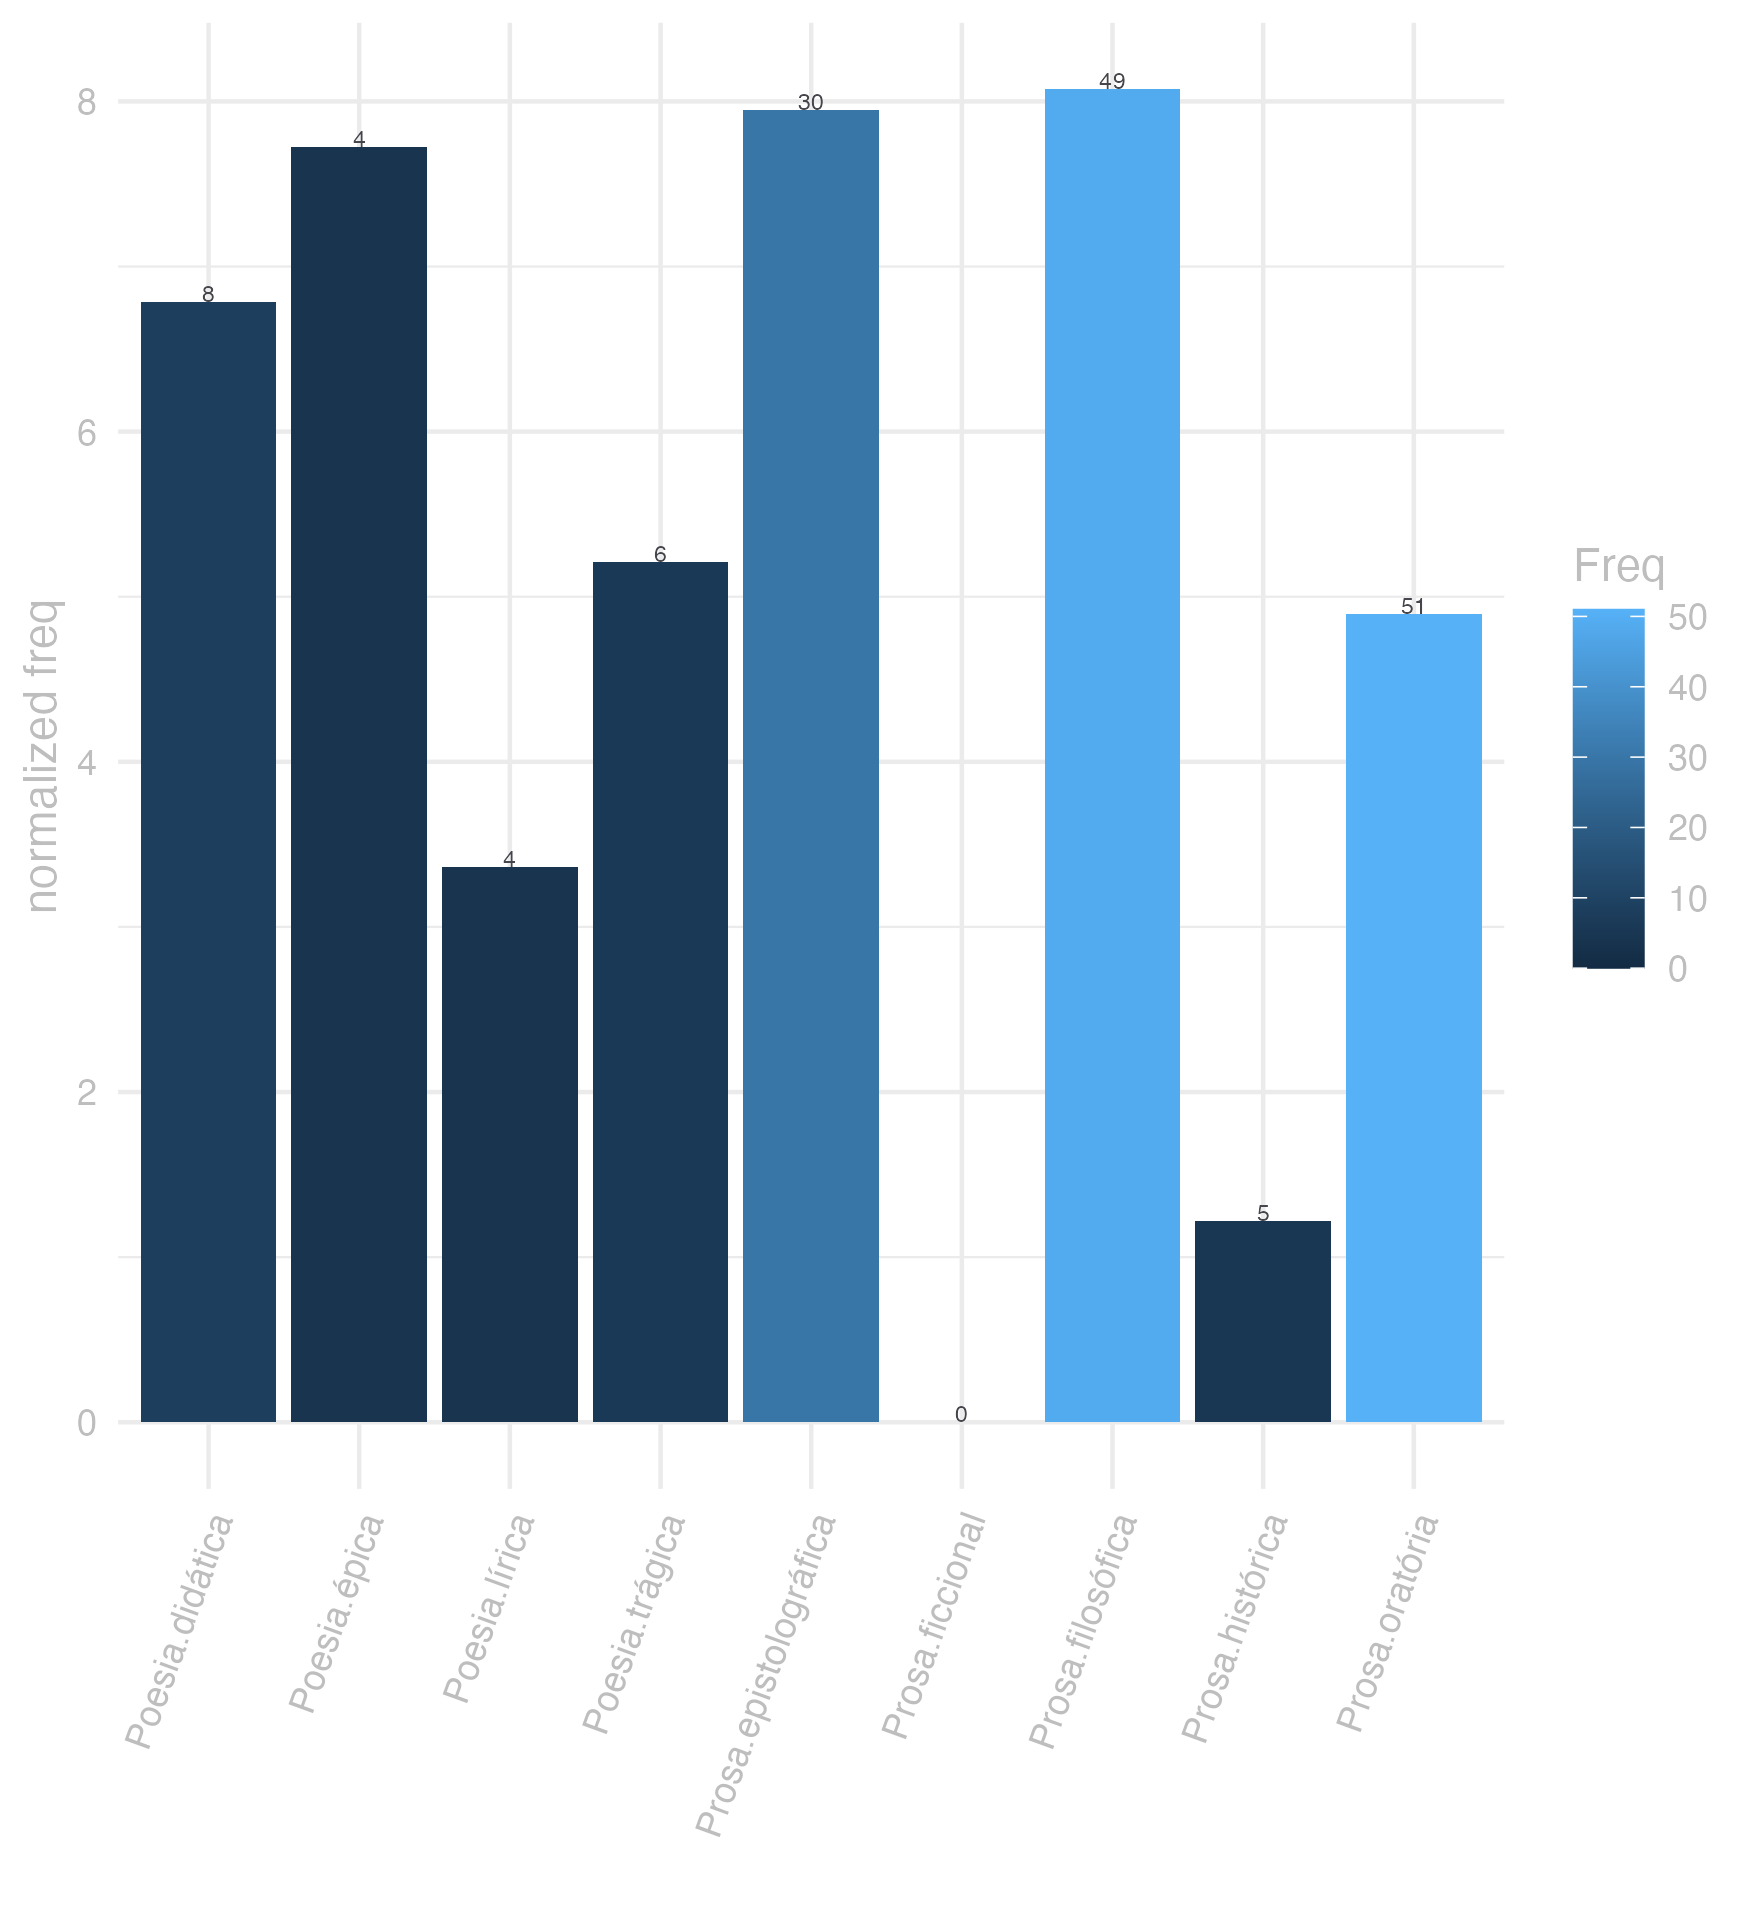 normalized freq
8
6
4
2
0
8
4
4
6
30
0
49
5
51
Poesia.didática
Poesia.épica
Poesia.lírica
Poesia.trágica
Prosa.epistolográfica
Prosa.ficcional
Prosa.filosófica
Prosa.histórica
Prosa.oratória
Freq
50
40
30
20
10
0